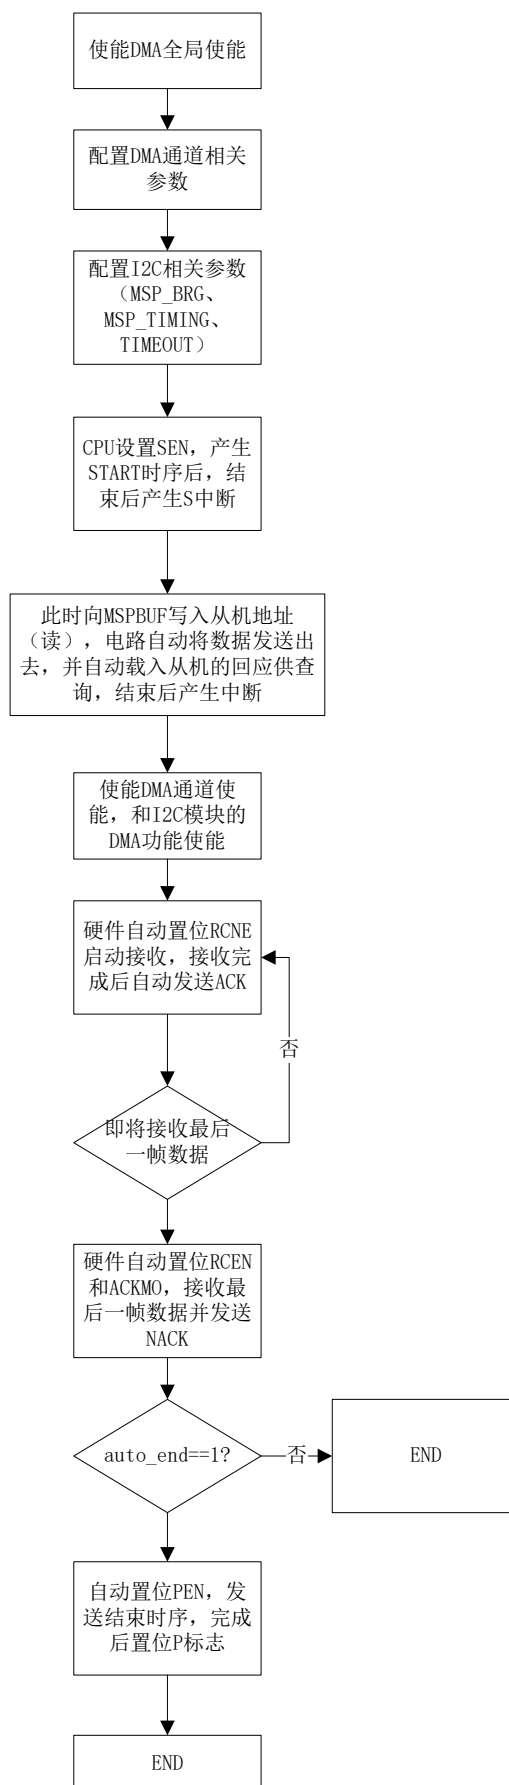 使能DMA全局使能
配置DMA通道相关
参数
配置I2C相关参数
（MSP_BRG、
MSP_TIMING、
TIMEOUT）
CPU设置SEN，产生
START时序后，结
束后产生S中断
此时向MSPBUF写入从机地址
（读），电路自动将数据发送出
去，并自动载入从机的回应供查
询，结束后产生中断
使能DMA通道使
能，和I2C模块的
DMA功能使能
硬件自动置位RCNE
启动接收，接收完
成后自动发送ACK
否
即将接收最后
一帧数据
硬件自动置位RCEN
和ACKMO，接收最
后一帧数据并发送
NACK
auto_end==1?
否
END
自动置位PEN，发
送结束时序，完成
后置位P标志
END